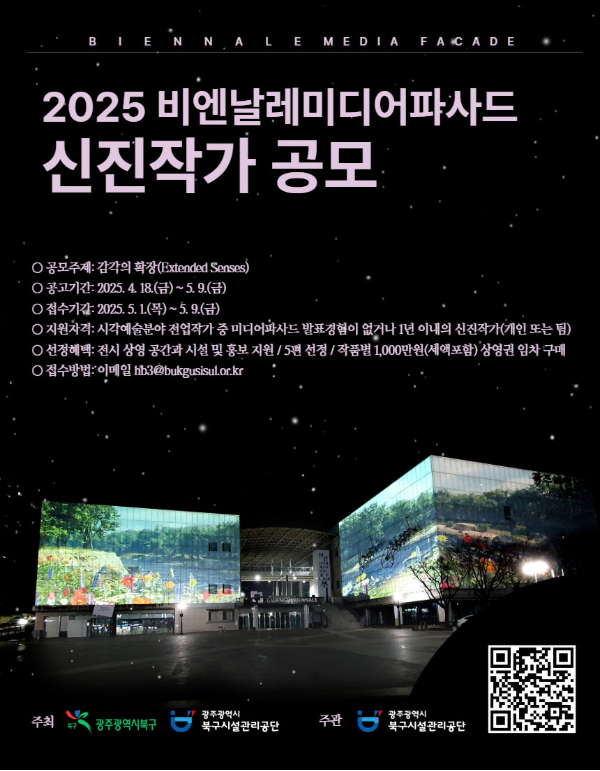 BIENNALE MEDIA FACADE
2025 비엔날레미디어파사드
신진작가 공모
○ 공모주제: 감각의 확장(Extended Senses)
○ 공고기간: 2025. 4. 18.(금) ~ 5. 9.(금)
○ 접수기간: 2025. 5. 1.(목) ~ 5. 9.(금)
○ 지원자격: 시각예술분야 전업작가 중 미디어파사드 발표경험이 없거나 1년 이내의 신진작가(개인 또는 팀)
○ 선정혜택: 전시 상영 공간과 시설 및 홍보 지원 / 5편 선정 / 작품별 1,000만원(세액포함) 상영권 임차 구매
○ 접수방법: 이메일 hb3@bukgusisul.or.kr
주최 북구 광주광역시북구 광주광역시 북구시설관리공단 주관 광주광역시 북구시설관리공단